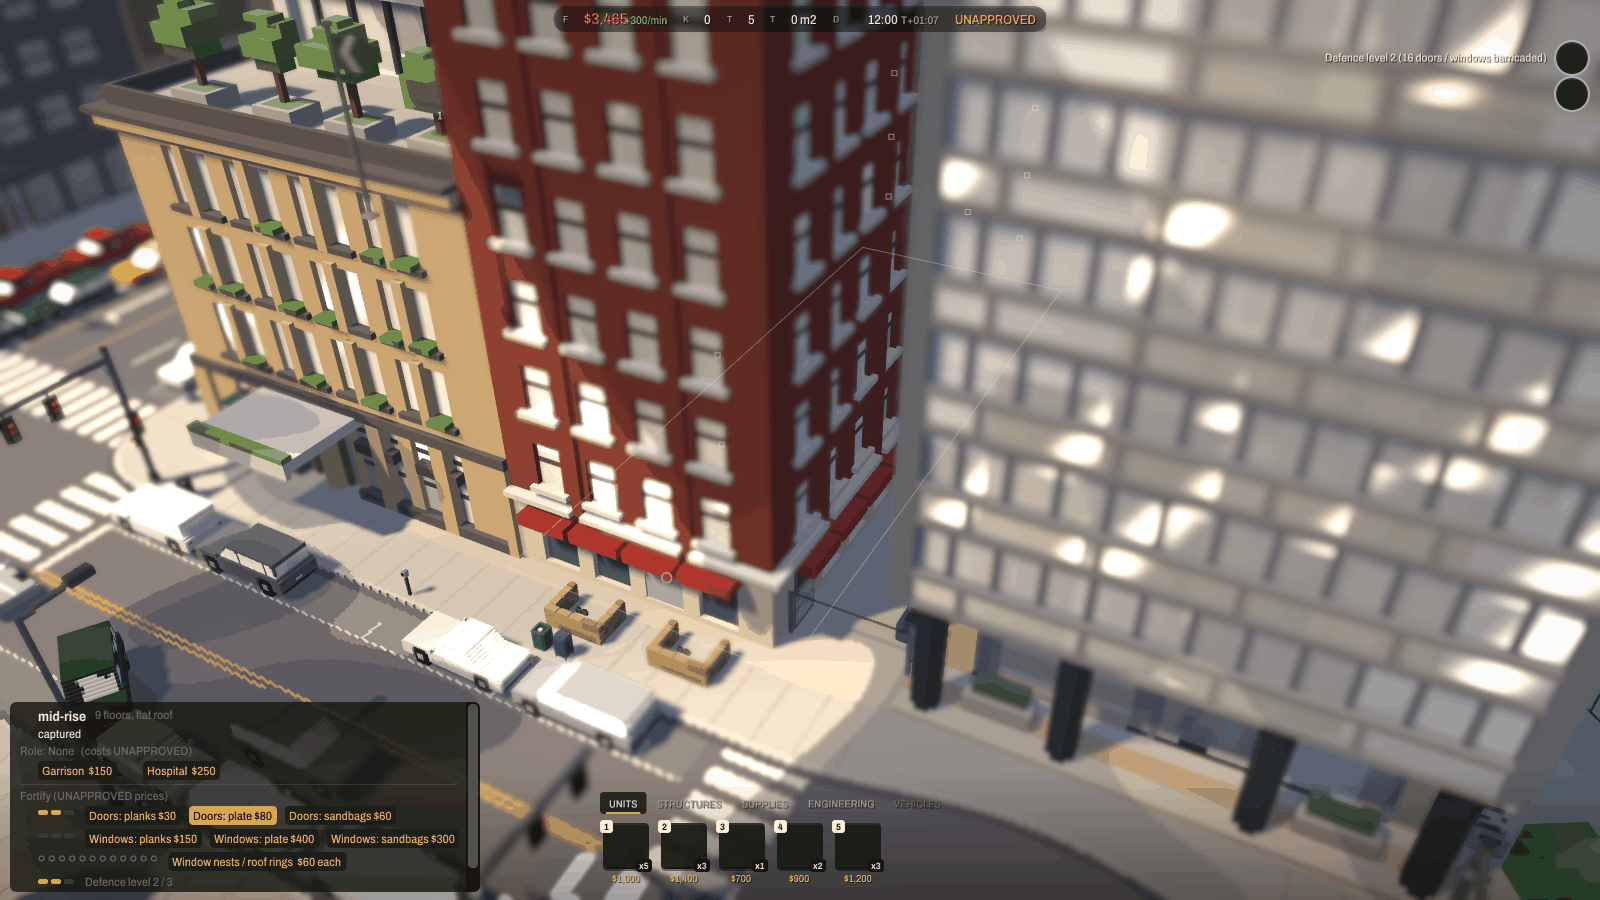 F $3,465 +300/min K 0 T 5 T 0 m2 D 12:00 T+01:07 UNAPPROVED
Defence level 2 (16 doors / windows barricaded)
1
mid-rise 9 floors, flat roof
captured
Role: None (costs UNAPPROVED)
Garrison $150 Hospital $250
Fortify (UNAPPROVED prices)
Doors: planks $30 Doors: plate $80 Doors: sandbags $60
Windows: planks $150 Windows: plate $400 Windows: sandbags $300
Window nests / roof rings $60 each
Defence level 2 / 3
UNITS STRUCTURES SUPPLIES ENGINEERING VEHICLES
1 2 3 4 5
x5 x3 x1 x2 x3
$1,000 $1,400 $700 $900 $1,200